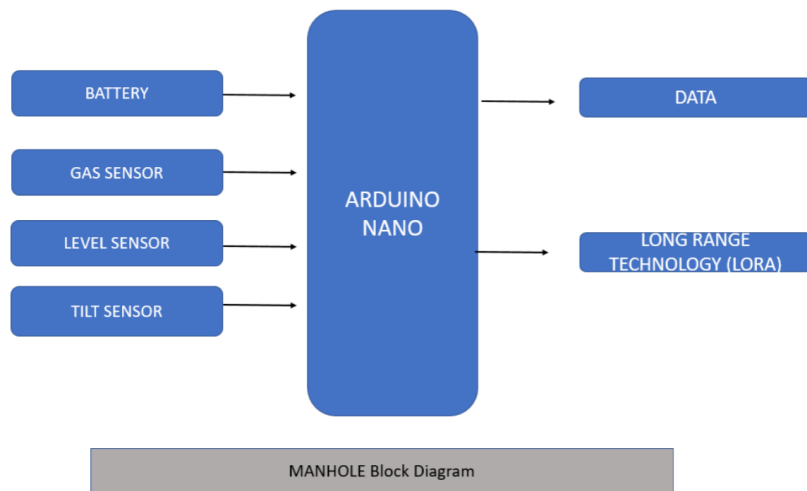 BATTERY
GAS SENSOR
LEVEL SENSOR
TILT SENSOR
ARDUINO
NANO
DATA
LONG RANGE
TECHNOLOGY (LORA)
MANHOLE Block Diagram